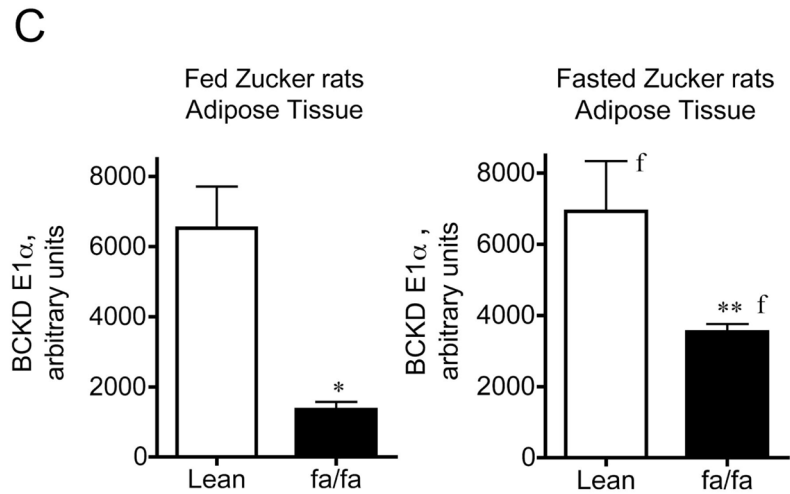 C
Fed Zucker rats
Adipose Tissue
BCKD E1α,
arbitrary units
8000
6000
4000
2000
0
*
Lean
fa/fa
Fasted Zucker rats
Adipose Tissue
BCKD E1α ,
arbitrary units
8000
6000
4000
2000
0
f
** f
Lean
fa/fa